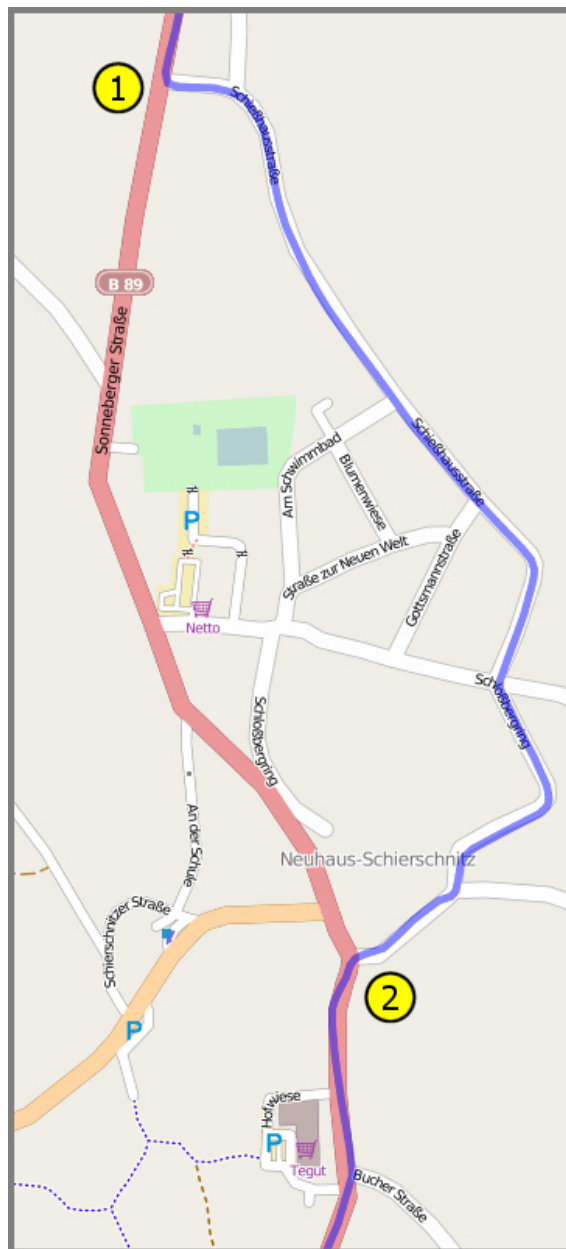 1
Schießhausstraße
B 89
Sonneberger Straße
Schießhausstraße
Am Schwimmbad
Blumenwiese
P
Straße zur Neuen Welt
Gottsmannstraße
Netto
Schloßbergring
Schloßbergring
An der Schule
Neuhaus-Schierschnitz
Schierschnitzer Straße
2
P
Hofwiese
P
Tegut
Bucher Straße